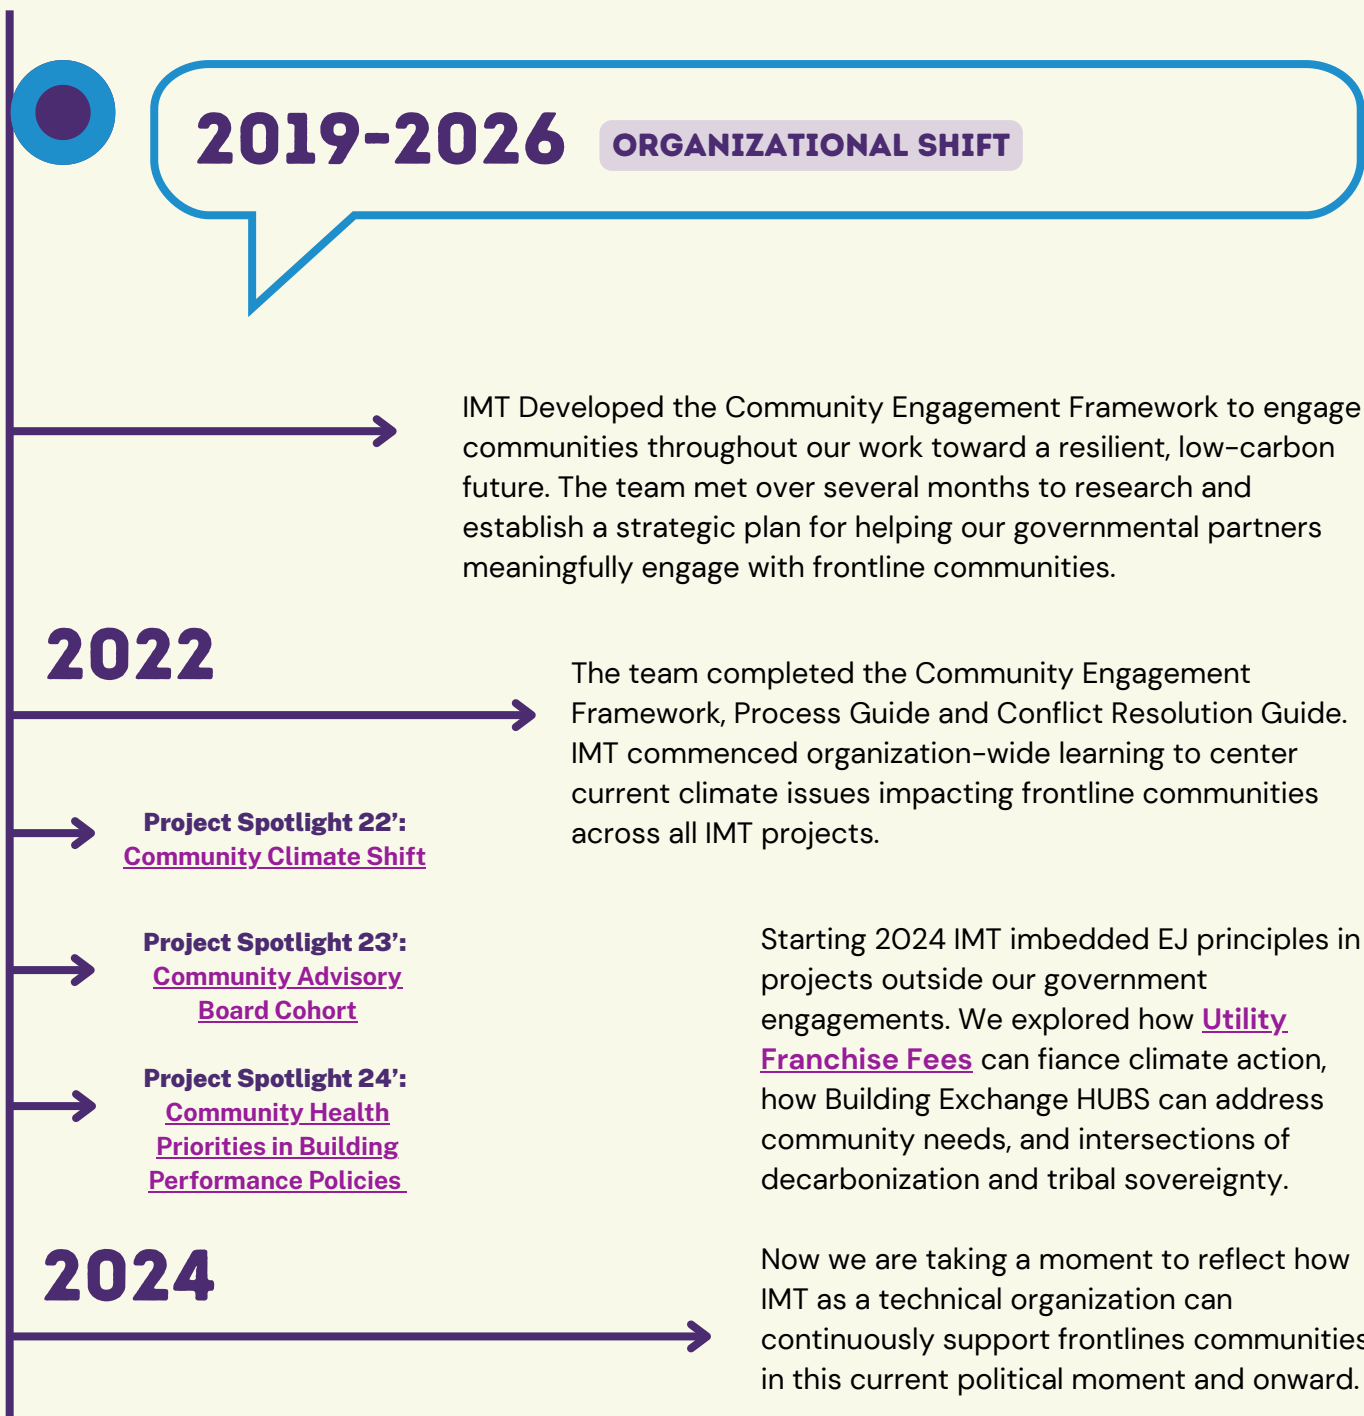 2019-2026 ORGANIZATIONAL SHIFT
IMT Developed the Community Engagement Framework to engage
communities throughout our work toward a resilient, low-carbon
future. The team met over several months to research and
establish a strategic plan for helping our governmental partners
meaningfully engage with frontline communities.
2022
The team completed the Community Engagement
Framework, Process Guide and Conflict Resolution Guide.
IMT commenced organization-wide learning to center
current climate issues impacting frontline communities
across all IMT projects.
Project Spotlight 22':
Community Climate Shift
Project Spotlight 23':
Community Advisory
Board Cohort
Project Spotlight 24':
Community Health
Priorities in Building
Performance Policies
2024
Starting 2024 IMT imbedded EJ principles in
projects outside our government
engagements. We explored how Utility
Franchise Fees can fiance climate action,
how Building Exchange HUBS can address
community needs, and intersections of
decarbonization and tribal sovereignty.
Now we are taking a moment to reflect how
IMT as a technical organization can
continuously support frontlines communities
in this current political moment and onward.